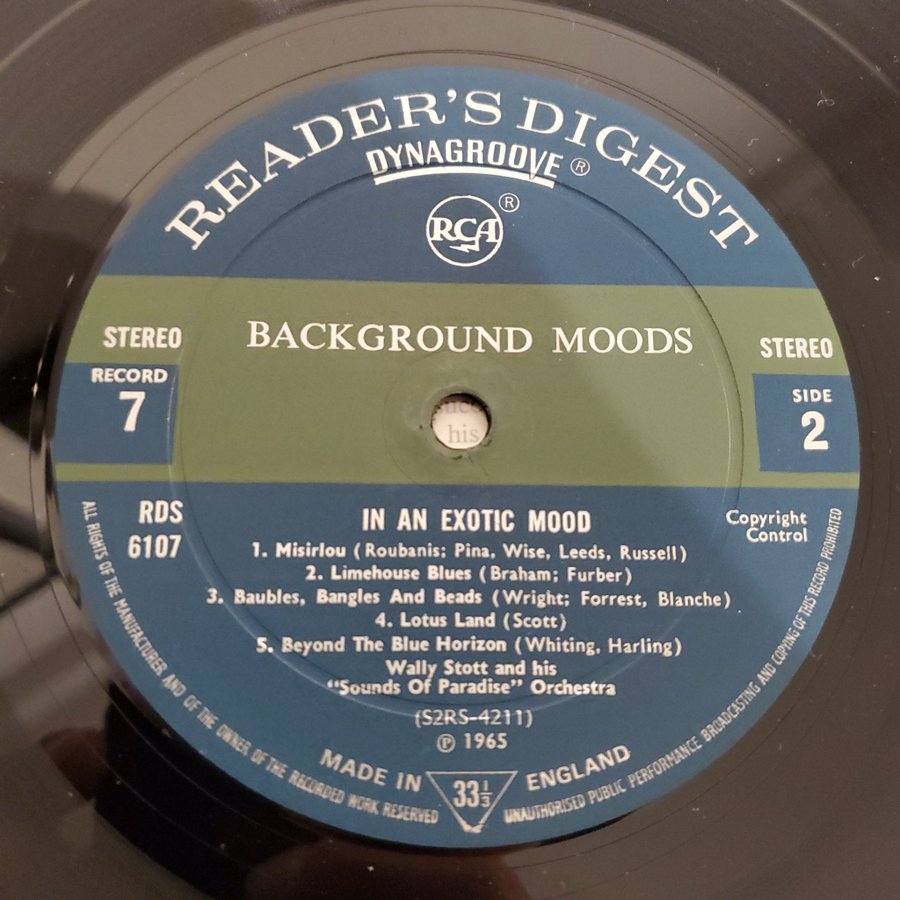 READER'S DIGEST
DYNAGROOVE ®
RCA ®
BACKGROUND MOODS
STEREO
STEREO
RECORD
7
SIDE
2
his
RDS
6107
Copyright
Control
IN AN EXOTIC MOOD
1. Misirlou (Roubanis; Pina, Wise, Leeds, Russell)
2. Limehouse Blues (Braham; Furber)
3. Baubles, Bangles And Beads (Wright; Forrest, Blanche)
4. Lotus Land (Scott)
5. Beyond The Blue Horizon (Whiting, Harling)
Wally Stott and his
"Sounds Of Paradise" Orchestra
(S2RS-4211)
℗ 1965
MADE IN ENGLAND
33⅓
ALL RIGHTS OF THE MANUFACTURER AND OF THE OWNER OF THE RECORDED WORK RESERVED
UNAUTHORISED PUBLIC PERFORMANCE BROADCASTING AND COPYING OF THIS RECORD PROHIBITED